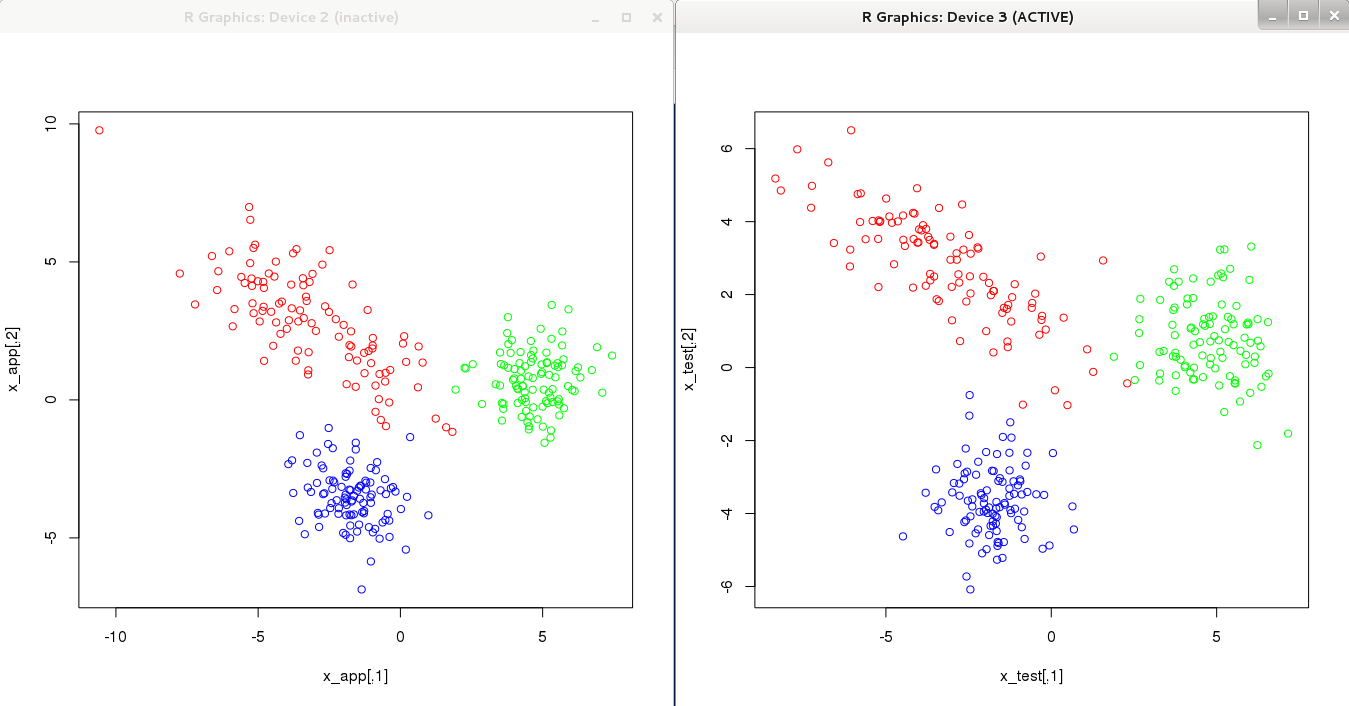 R Graphics: Device 2 (inactive)
R Graphics: Device 3 (ACTIVE)
10
5
0
-5
x_app[,2]
-10 -5 0 5
x_app[,1]
6
4
2
0
-2
-4
-6
x_test[,2]
-5 0 5
x_test[,1]